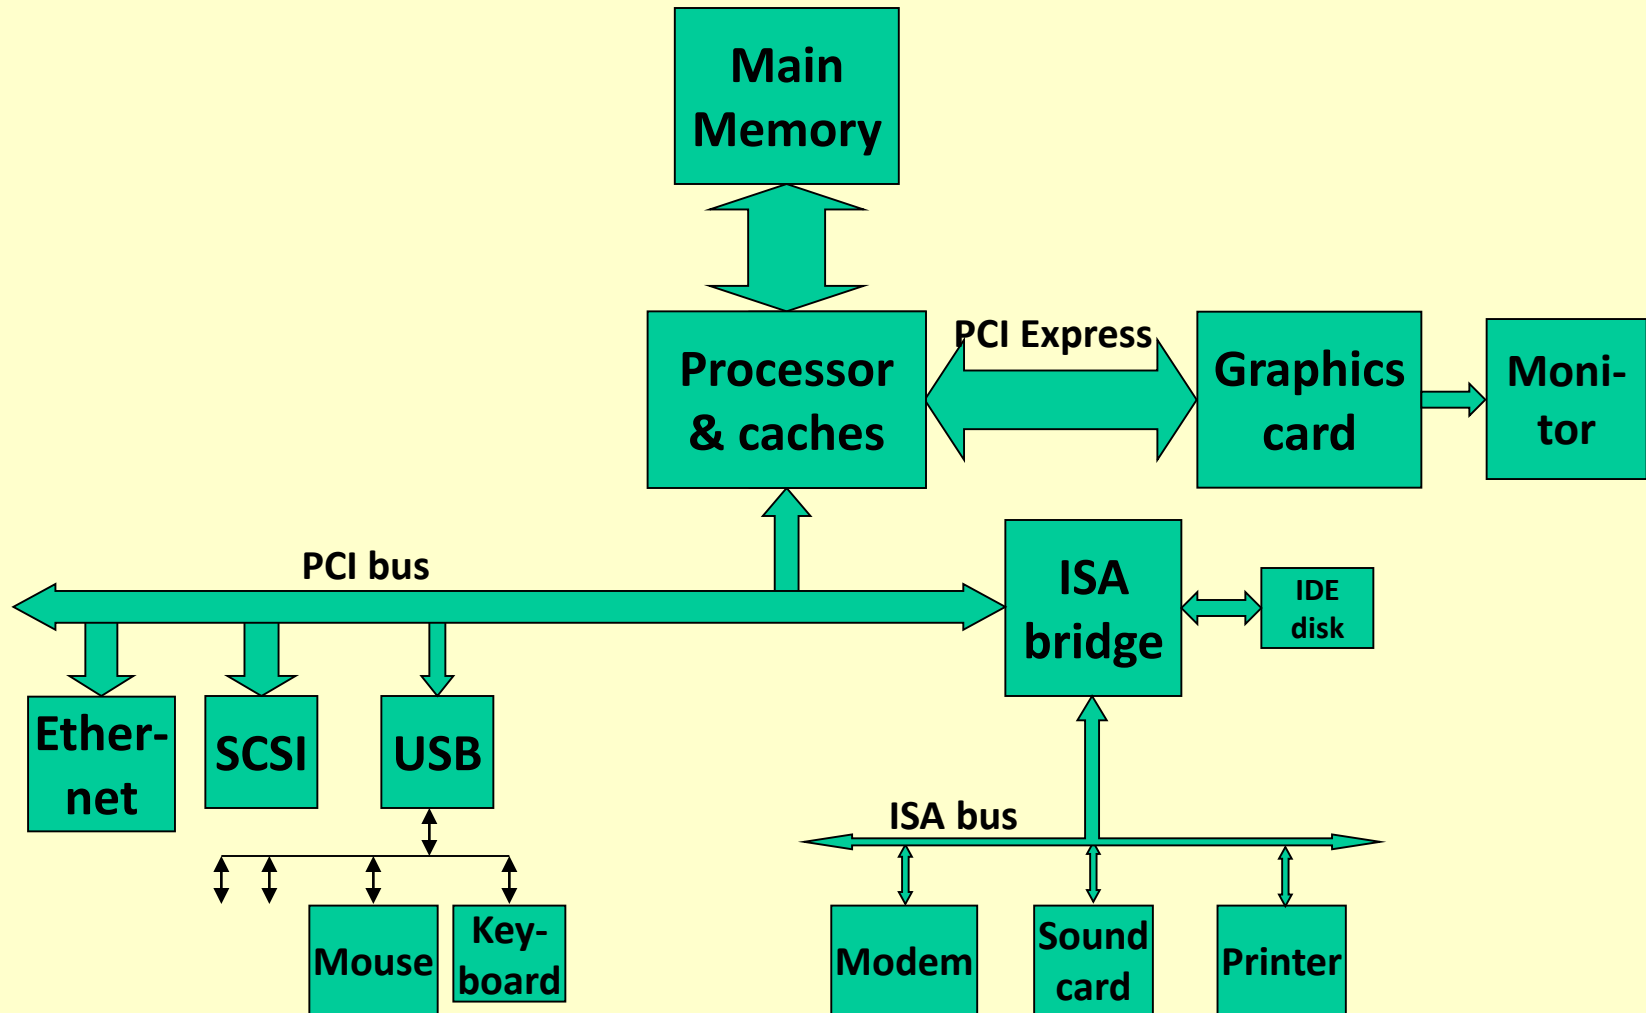 Main
Memory
PCI Express
Processor
& caches
Graphics
card
Moni-
tor
PCI bus
ISA
bridge
IDE
disk
Ether-
net
SCSI
USB
ISA bus
Mouse
Key-
board
Modem
Sound
card
Printer